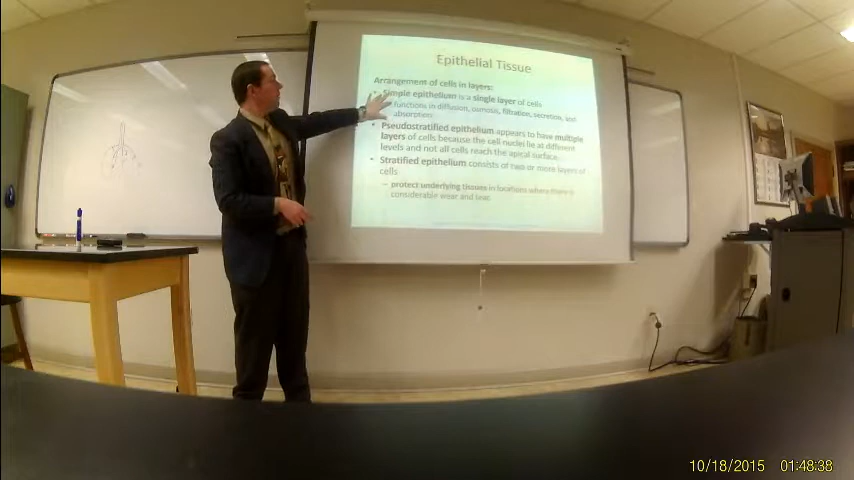 Epithelial Tissue
Arrangement of cells in layers:
• Simple epithelium is a single layer of cells
functions in diffusion, osmosis, filtration, secretion, and
absorption
• Pseudostratified epithelium appears to have multiple
layers of cells because the cell nuclei lie at different
levels and not all cells reach the apical surface.
• Stratified epithelium consists of two or more layers of
cells
– protect underlying tissues in locations where there is
considerable wear and tear.
10/18/2015 01:48:38